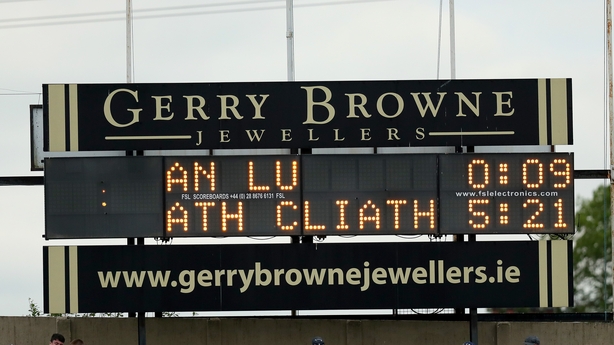 GERRY BROWNE
JEWELLERS
AN LU 0:09
FSL SCOREBOARDS +44 (0) 28 8676 6131 FSL www.fslelectronics.com
ATH CLIATH 5:21
www.gerrybrownejewellers.ie